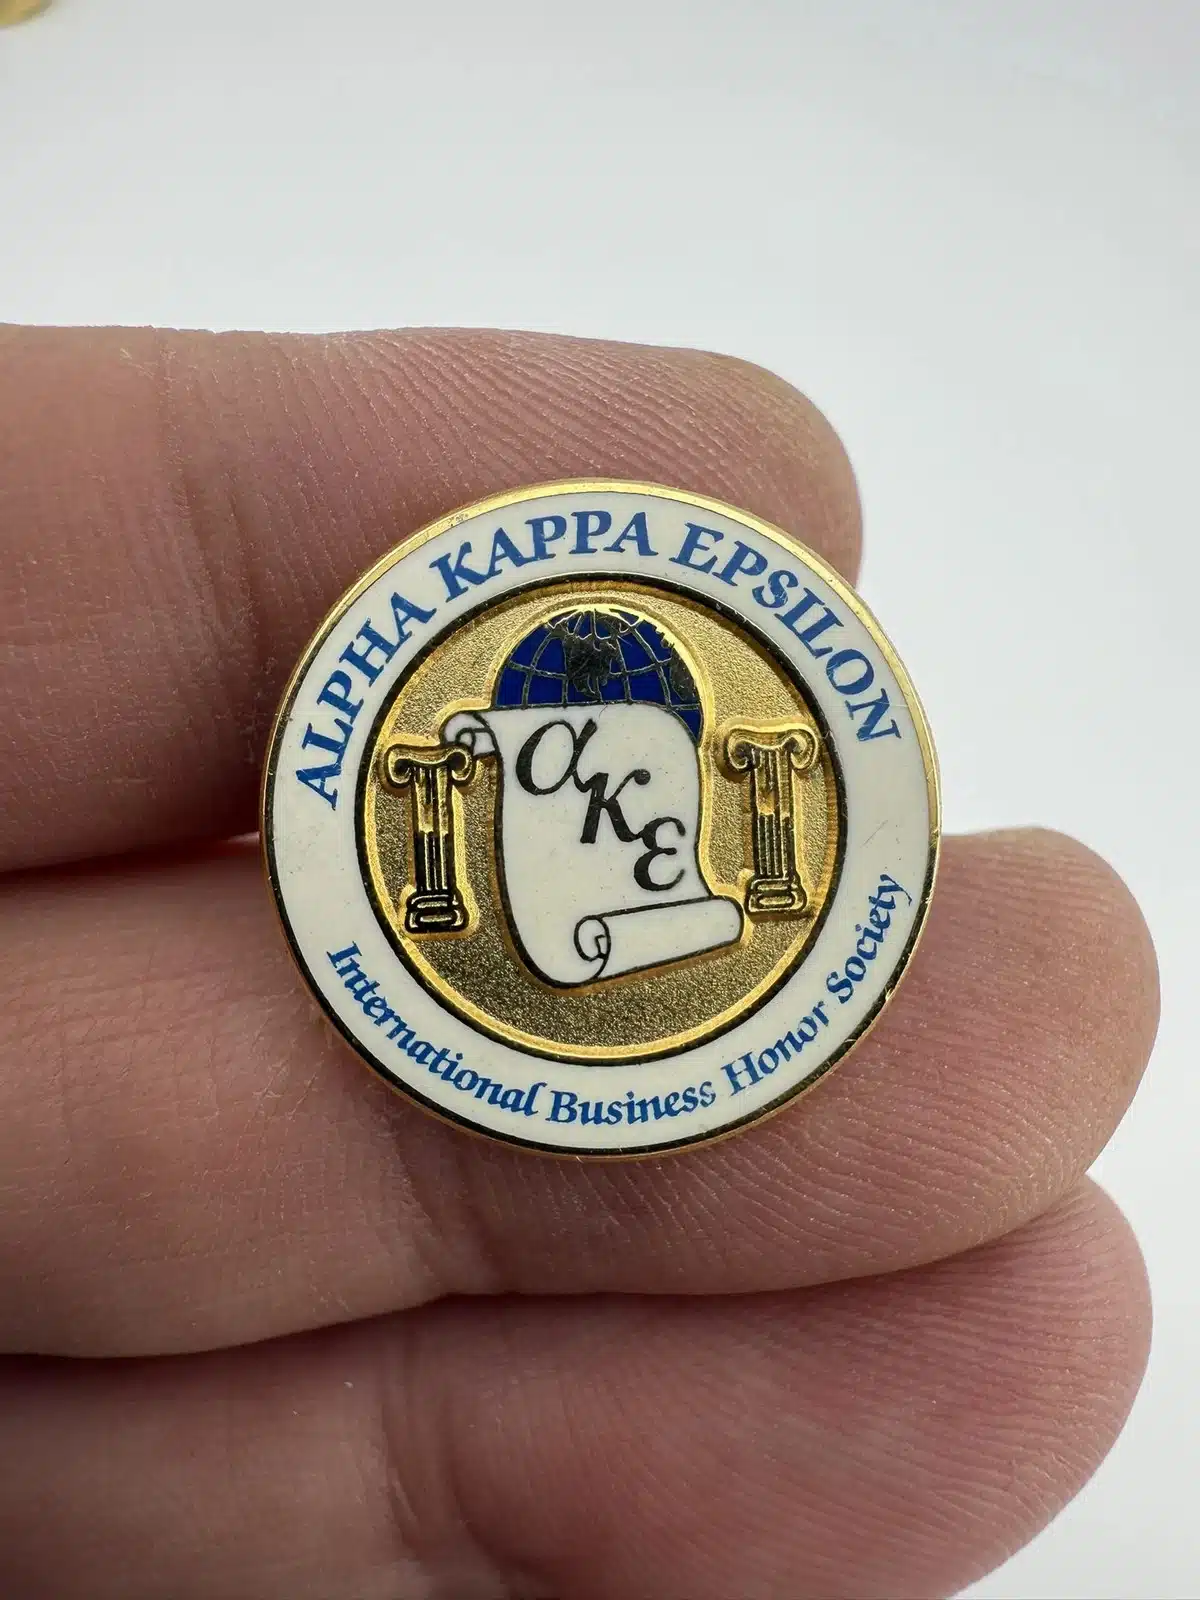 ALPHA KAPPA EPSILON
ακε
International Business Honor Society